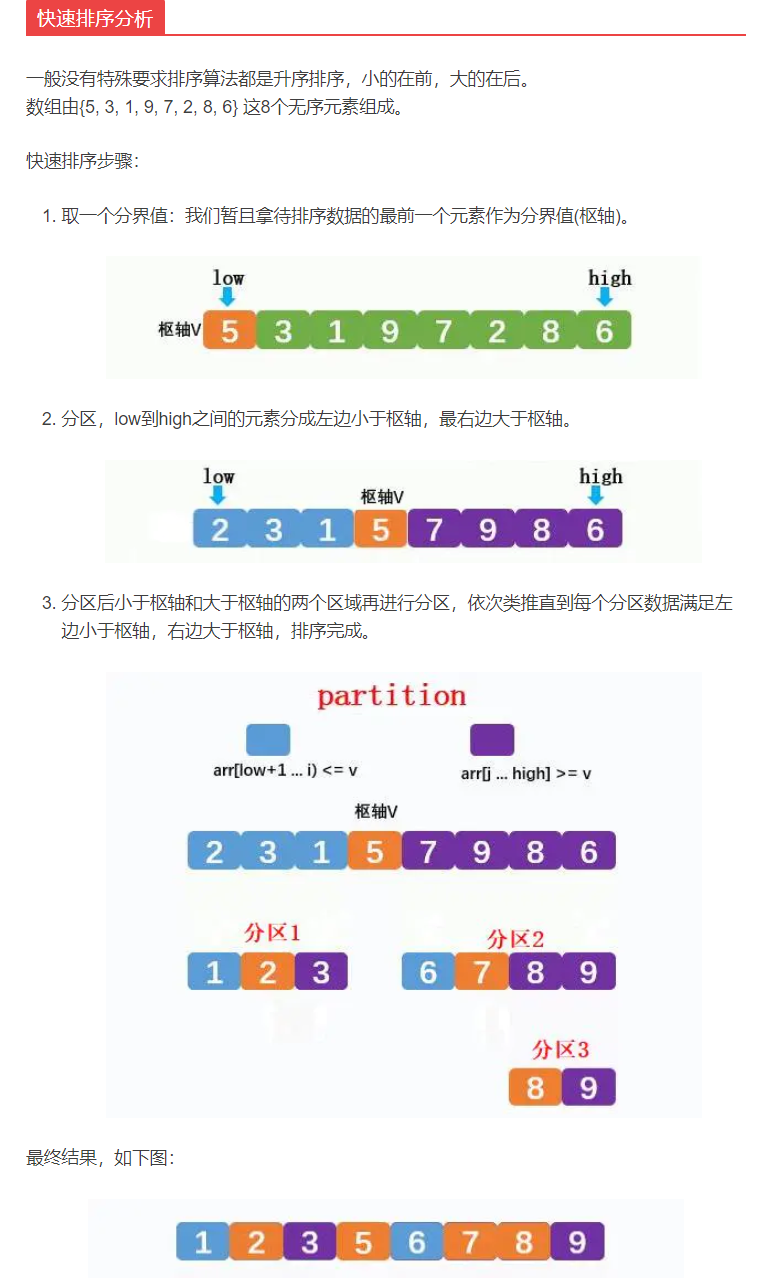 快速排序分析
一般没有特殊要求排序算法都是升序排序，小的在前，大的在后。
数组由{5, 3, 1, 9, 7, 2, 8, 6} 这8个无序元素组成。
快速排序步骤：
1. 取一个分界值：我们暂且拿待排序数据的最前一个元素作为分界值(枢轴)。
low high
枢轴V 5 3 1 9 7 2 8 6
2. 分区，low到high之间的元素分成左边小于枢轴，最右边大于枢轴。
low high
枢轴V
2 3 1 5 7 9 8 6
3. 分区后小于枢轴和大于枢轴的两个区域再进行分区，依次类推直到每个分区数据满足左
边小于枢轴，右边大于枢轴，排序完成。
partition
arr[low+1 ... i) <= v arr[j ... high] >= v
枢轴V
2 3 1 5 7 9 8 6
分区1 分区2
1 2 3 6 7 8 9
分区3
8 9
最终结果，如下图：
1 2 3 5 6 7 8 9